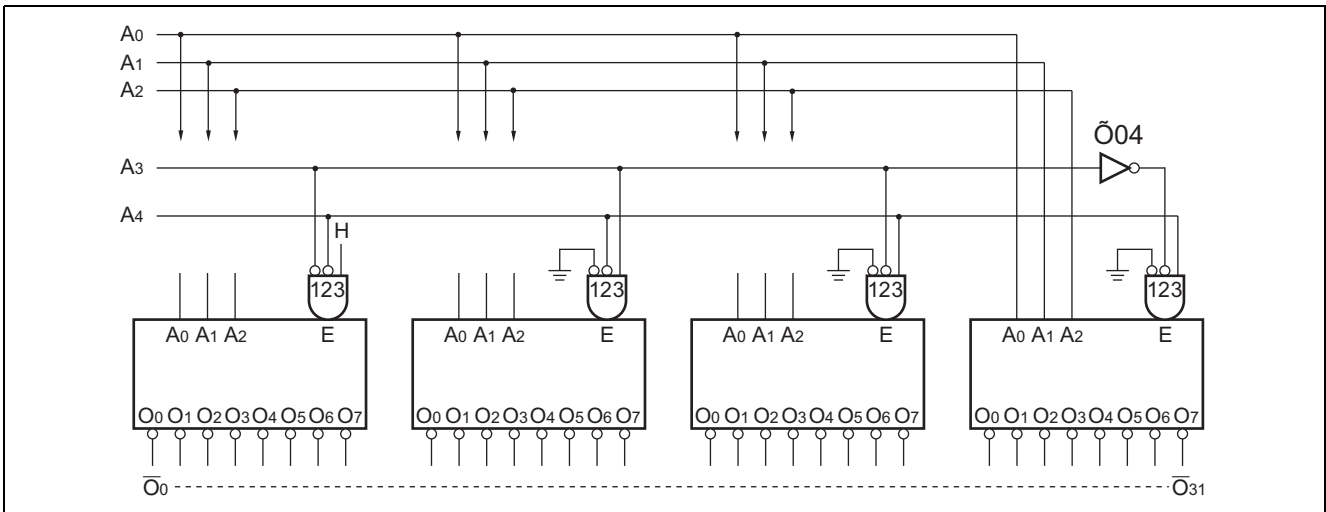 A0
A1
A2
Õ04
A3
A4
H
123 123 123 123
A0 A1 A2 E A0 A1 A2 E A0 A1 A2 E A0 A1 A2 E
O0 O1 O2 O3 O4 O5 O6 O7 O0 O1 O2 O3 O4 O5 O6 O7 O0 O1 O2 O3 O4 O5 O6 O7 O0 O1 O2 O3 O4 O5 O6 O7
O̅0 O̅31